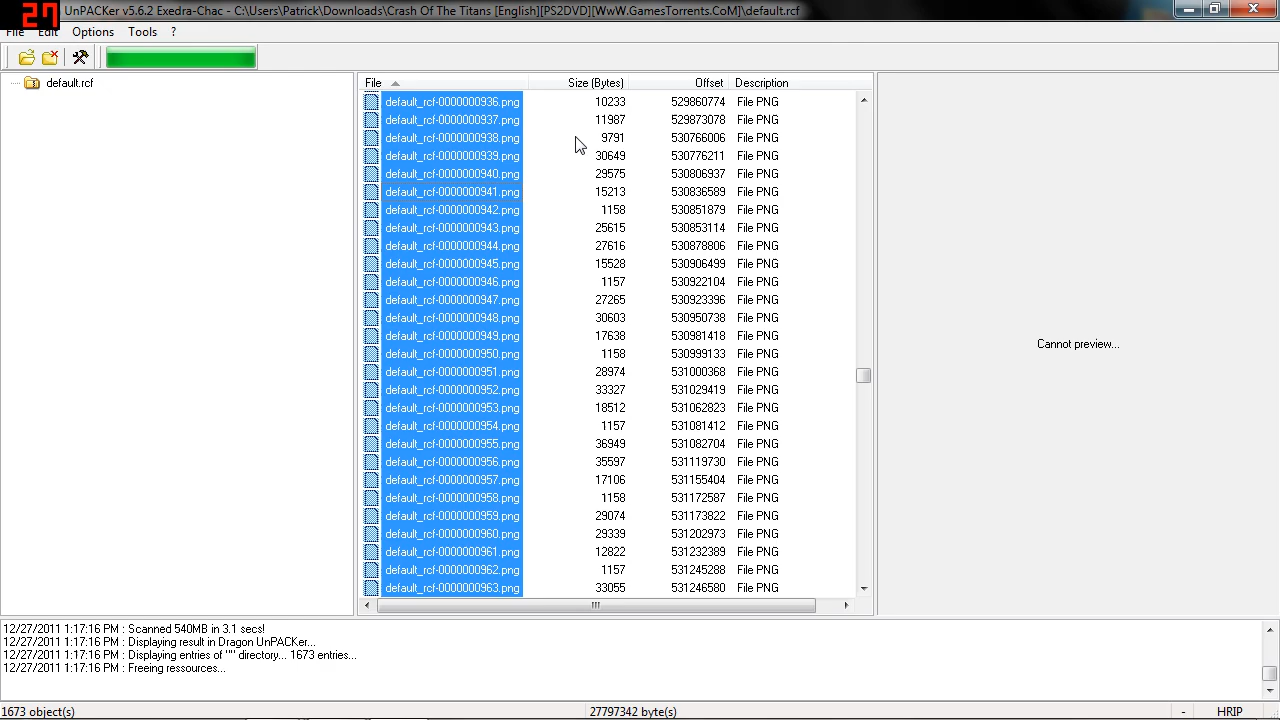 27
UnPACKer v5.6.2 Exedra-Chac - C:\Users\Patrick\Downloads\Crash Of The Titans [English][PS2DVD][WwW.GamesTorrents.CoM]\default.rcf
File Edit Options Tools ?
default.rcf
File Size (Bytes) Offset Description
default_rcf-0000000936.png 10233 529860774 File PNG
default_rcf-0000000937.png 11987 529873078 File PNG
default_rcf-0000000938.png 9791 530766006 File PNG
default_rcf-0000000939.png 30649 530776211 File PNG
default_rcf-0000000940.png 29575 530806937 File PNG
default_rcf-0000000941.png 15213 530836589 File PNG
default_rcf-0000000942.png 1158 530851879 File PNG
default_rcf-0000000943.png 25615 530853114 File PNG
default_rcf-0000000944.png 27616 530878806 File PNG
default_rcf-0000000945.png 15528 530906499 File PNG
default_rcf-0000000946.png 1157 530922104 File PNG
default_rcf-0000000947.png 27265 530923396 File PNG
default_rcf-0000000948.png 30603 530950738 File PNG
default_rcf-0000000949.png 17638 530981418 File PNG
default_rcf-0000000950.png 1158 530999133 File PNG
default_rcf-0000000951.png 28974 531000368 File PNG
default_rcf-0000000952.png 33327 531029419 File PNG
default_rcf-0000000953.png 18512 531062823 File PNG
default_rcf-0000000954.png 1157 531081412 File PNG
default_rcf-0000000955.png 36949 531082704 File PNG
default_rcf-0000000956.png 35597 531119730 File PNG
default_rcf-0000000957.png 17106 531155404 File PNG
default_rcf-0000000958.png 1158 531172587 File PNG
default_rcf-0000000959.png 29074 531173822 File PNG
default_rcf-0000000960.png 29339 531202973 File PNG
default_rcf-0000000961.png 12822 531232389 File PNG
default_rcf-0000000962.png 1157 531245288 File PNG
default_rcf-0000000963.png 33055 531246580 File PNG
Cannot preview...
12/27/2011 1:17:16 PM : Scanned 540MB in 3.1 secs!
12/27/2011 1:17:16 PM : Displaying result in Dragon UnPACKer...
12/27/2011 1:17:16 PM : Displaying entries of "" directory... 1673 entries...
12/27/2011 1:17:16 PM : Freeing ressources...
1673 object(s) 27797342 byte(s) - HRIP